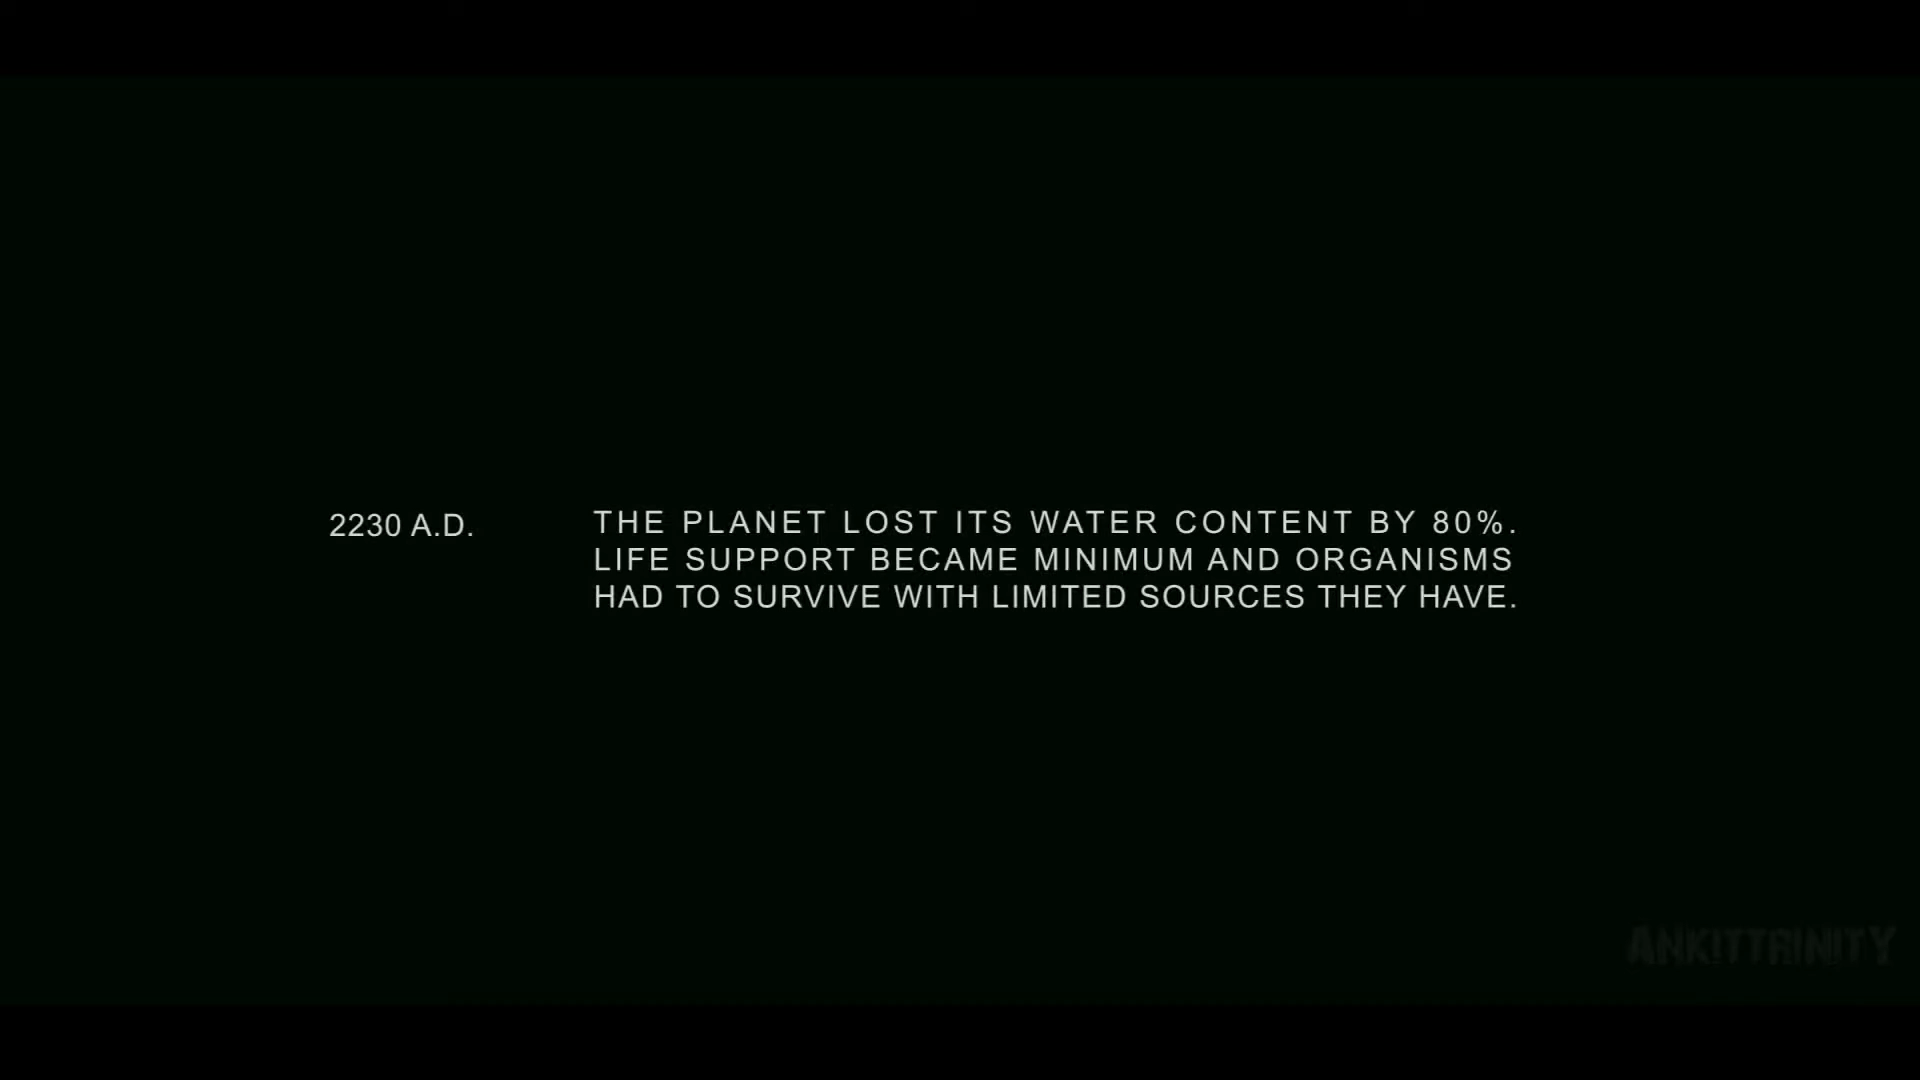 2230 A.D.
THE PLANET LOST ITS WATER CONTENT BY 80%.
LIFE SUPPORT BECAME MINIMUM AND ORGANISMS
HAD TO SURVIVE WITH LIMITED SOURCES THEY HAVE.
ANKITTRINITY